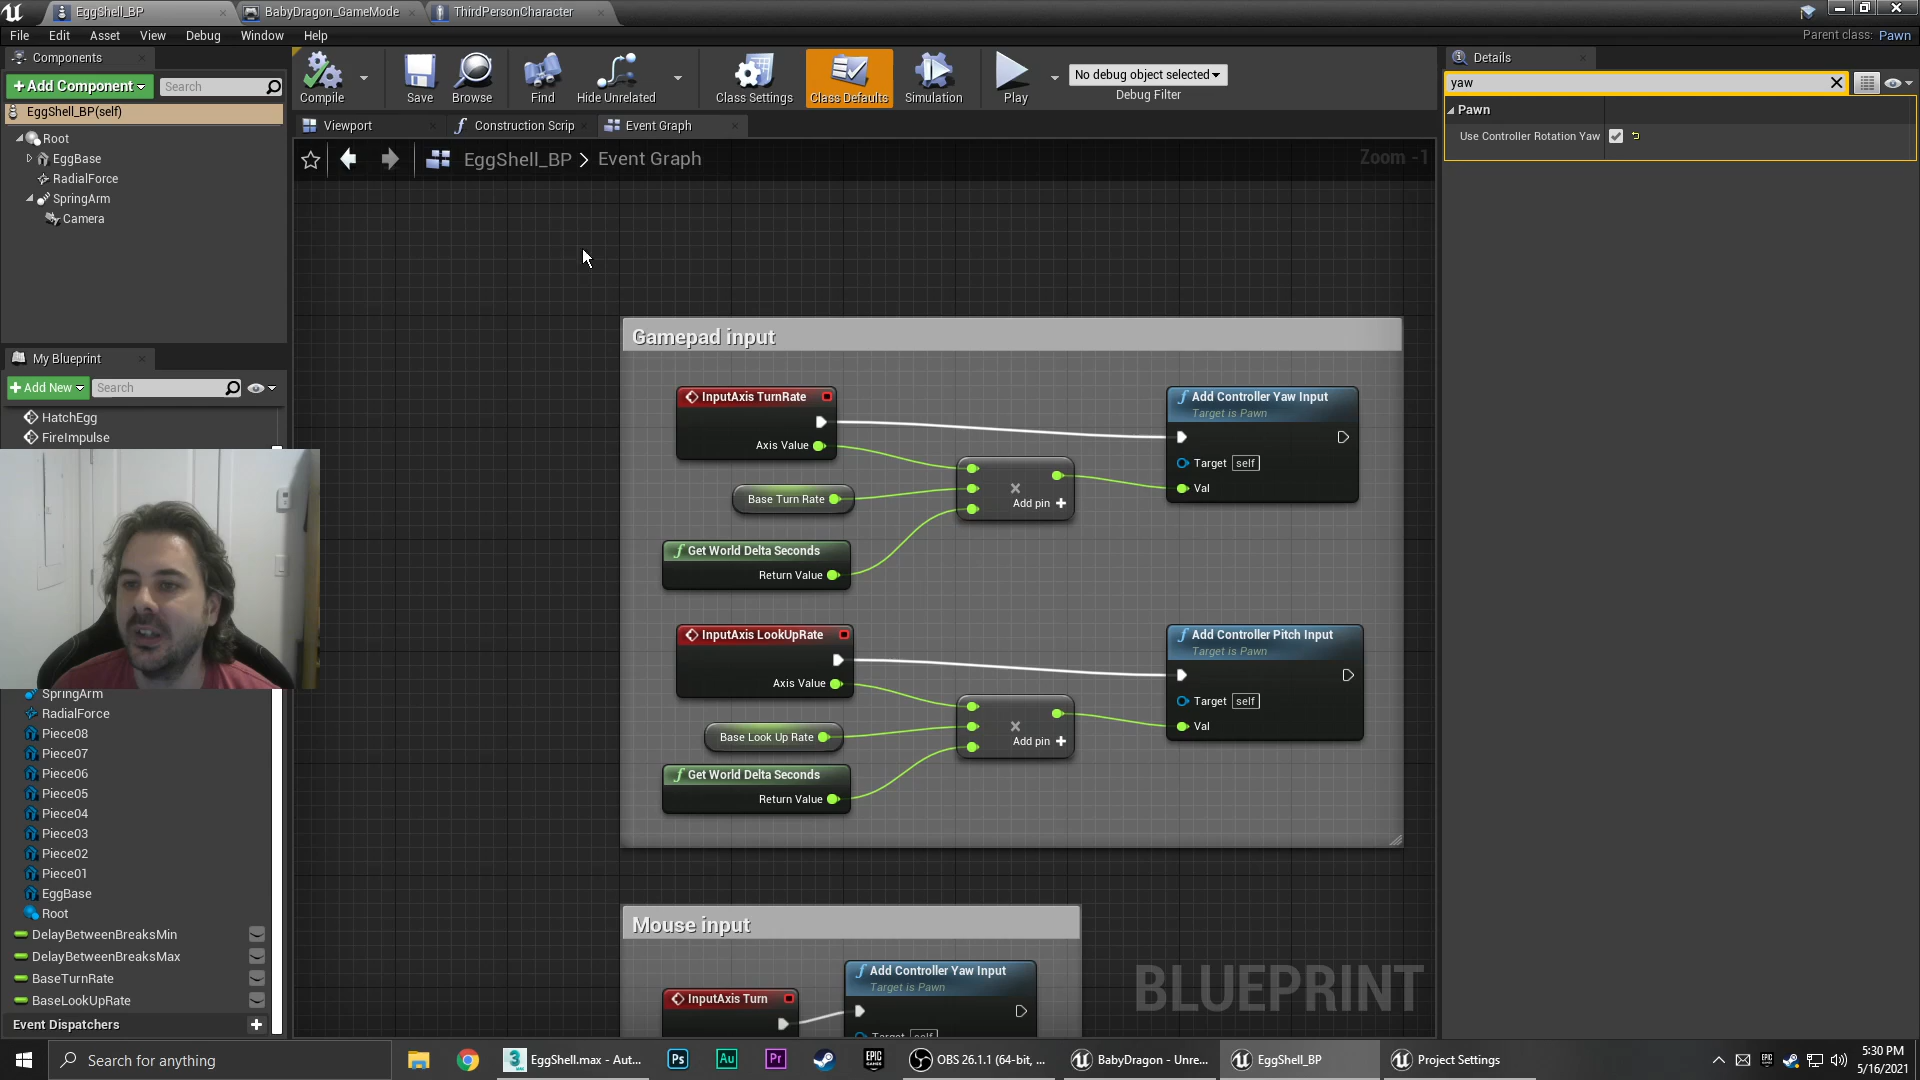 EggShell_BP
BabyDragon_GameMode
ThirdPersonCharacter
File Edit Asset View Debug Window Help
Parent class: Pawn
Components
+Add Component
Search
EggShell_BP(self)
Root
EggBase
RadialForce
SpringArm
Camera
Compile
Save
Browse
Find
Hide Unrelated
Class Settings
Class Defaults
Simulation
Play
No debug object selected
Debug Filter
Viewport
Construction Scrip
Event Graph
EggShell_BP > Event Graph
Zoom -1
Details
yaw
Pawn
Use Controller Rotation Yaw
My Blueprint
+Add New
Search
HatchEgg
FireImpulse
SpringArm
RadialForce
Piece08
Piece07
Piece06
Piece05
Piece04
Piece03
Piece02
Piece01
EggBase
Root
DelayBetweenBreaksMin
DelayBetweenBreaksMax
BaseTurnRate
BaseLookUpRate
Event Dispatchers
Gamepad input
InputAxis TurnRate
Axis Value
Base Turn Rate
Get World Delta Seconds
Return Value
Add pin +
Add Controller Yaw Input
Target is Pawn
Target self
Val
InputAxis LookUpRate
Axis Value
Base Look Up Rate
Get World Delta Seconds
Return Value
Add pin +
Add Controller Pitch Input
Target is Pawn
Target self
Val
Mouse input
InputAxis Turn
Add Controller Yaw Input
Target is Pawn
Target self
BLUEPRINT
Search for anything
EggShell.max - Aut...
Ps
Au
Pr
EPIC GAMES
OBS 26.1.1 (64-bit, ...
BabyDragon - Unre...
EggShell_BP
Project Settings
5:30 PM
5/16/2021